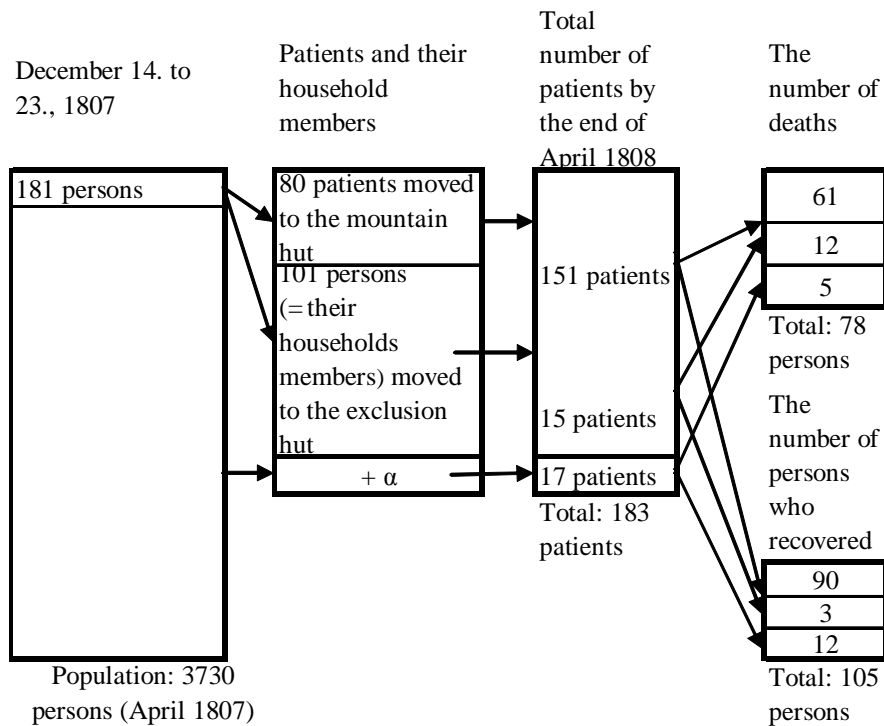 December 14. to
23., 1807
181 persons
Population: 3730
persons (April 1807)
Patients and their
household
members
80 patients moved
to the mountain
hut
101 persons
(=their
households
members) moved
to the exclusion
hut
+ α
Total
number of
patients by
the end of
April 1808
151 patients
15 patients
17 patients
Total: 183
patients
The
number of
deaths
61
12
5
Total: 78
persons
The
number of
persons
who
recovered
90
3
12
Total: 105
persons